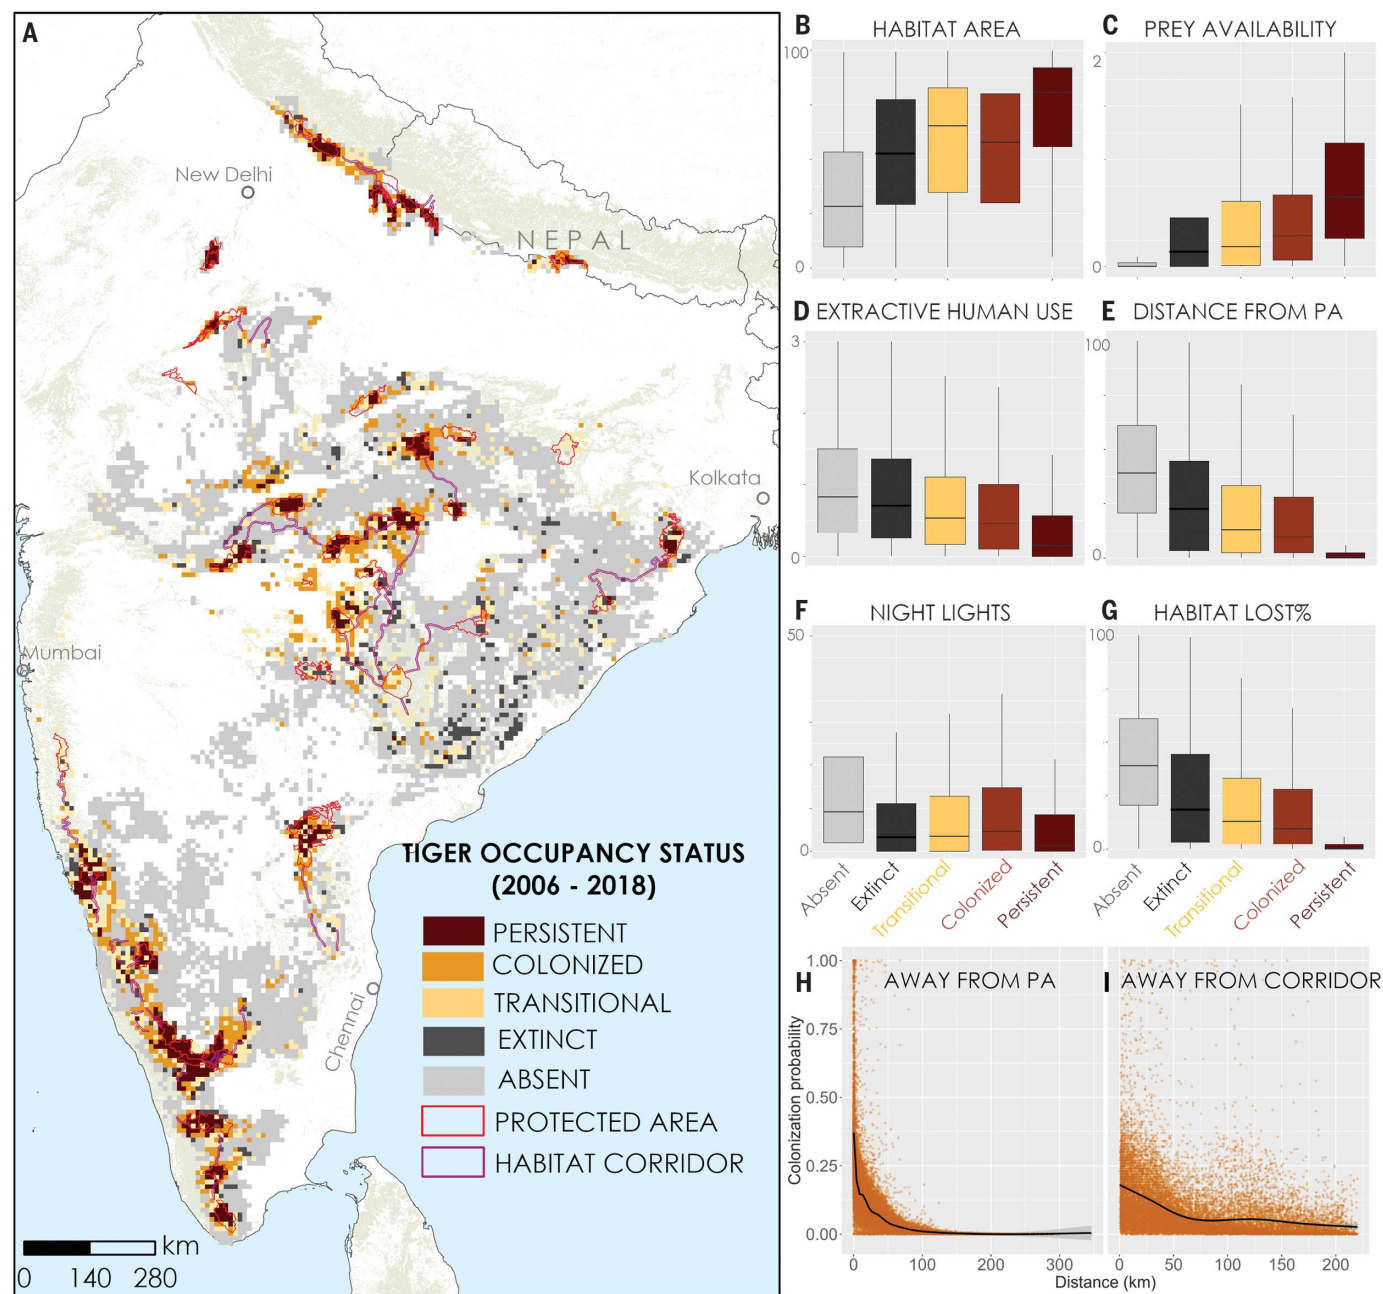 A
New Delhi
NEPAL
Kolkata
Mumbai
Chennai
TIGER OCCUPANCY STATUS
(2006 - 2018)
PERSISTENT
COLONIZED
TRANSITIONAL
EXTINCT
ABSENT
PROTECTED AREA
HABITAT CORRIDOR
km
0 140 280
B HABITAT AREA
100
0
C PREY AVAILABILITY
2
0
D EXTRACTIVE HUMAN USE
3
0
E DISTANCE FROM PA
100
0
F NIGHT LIGHTS
50
0
Absent Extinct Transitional Colonized Persistent
G HABITAT LOST%
100
0
Absent Extinct Transitional Colonized Persistent
H AWAY FROM PA
Colonization probability
1.00
0.75
0.50
0.25
0.00
0 100 200 300
I AWAY FROM CORRIDOR
0 50 100 150 200
Distance (km)